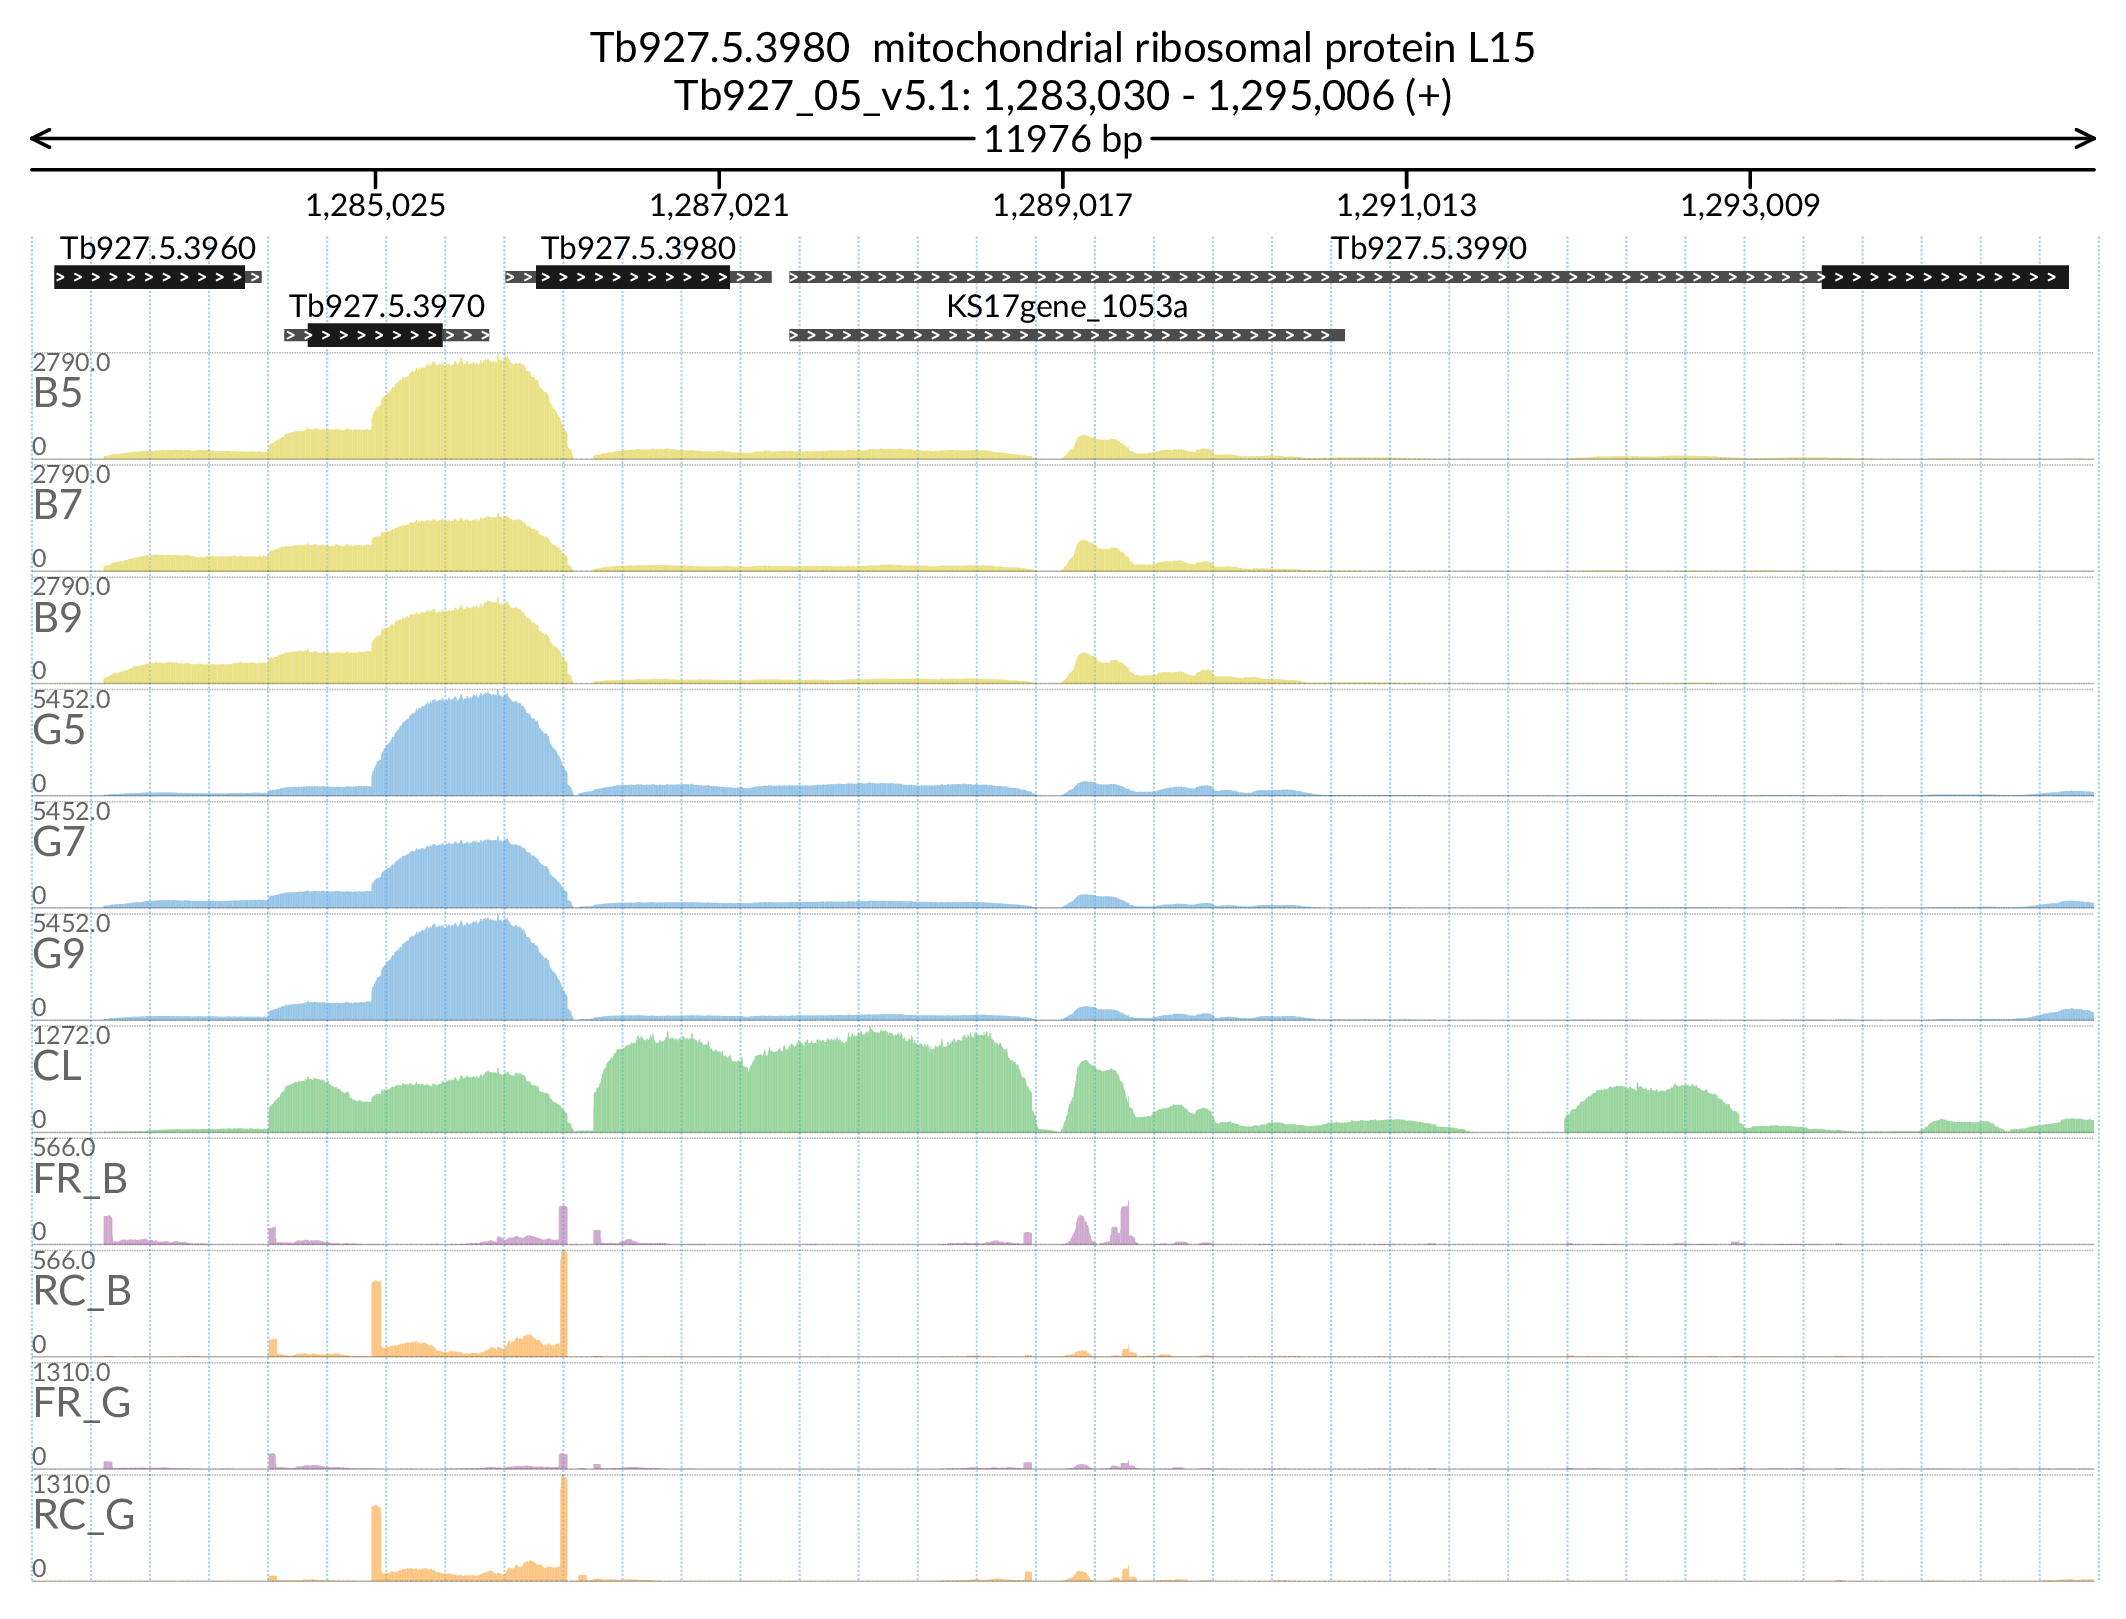 Tb927.5.3980  mitochondrial ribosomal protein L15
Tb927_05_v5.1: 1,283,030 - 1,295,006 (+)
11976 bp
1,285,025 1,287,021 1,289,017 1,291,013 1,293,009
Tb927.5.3960 Tb927.5.3980 Tb927.5.3990
Tb927.5.3970 KS17gene_1053a
2790.0
B5
0
2790.0
B7
0
2790.0
B9
0
5452.0
G5
0
5452.0
G7
0
5452.0
G9
0
1272.0
CL
0
566.0
FR_B
0
566.0
RC_B
0
1310.0
FR_G
0
1310.0
RC_G
0